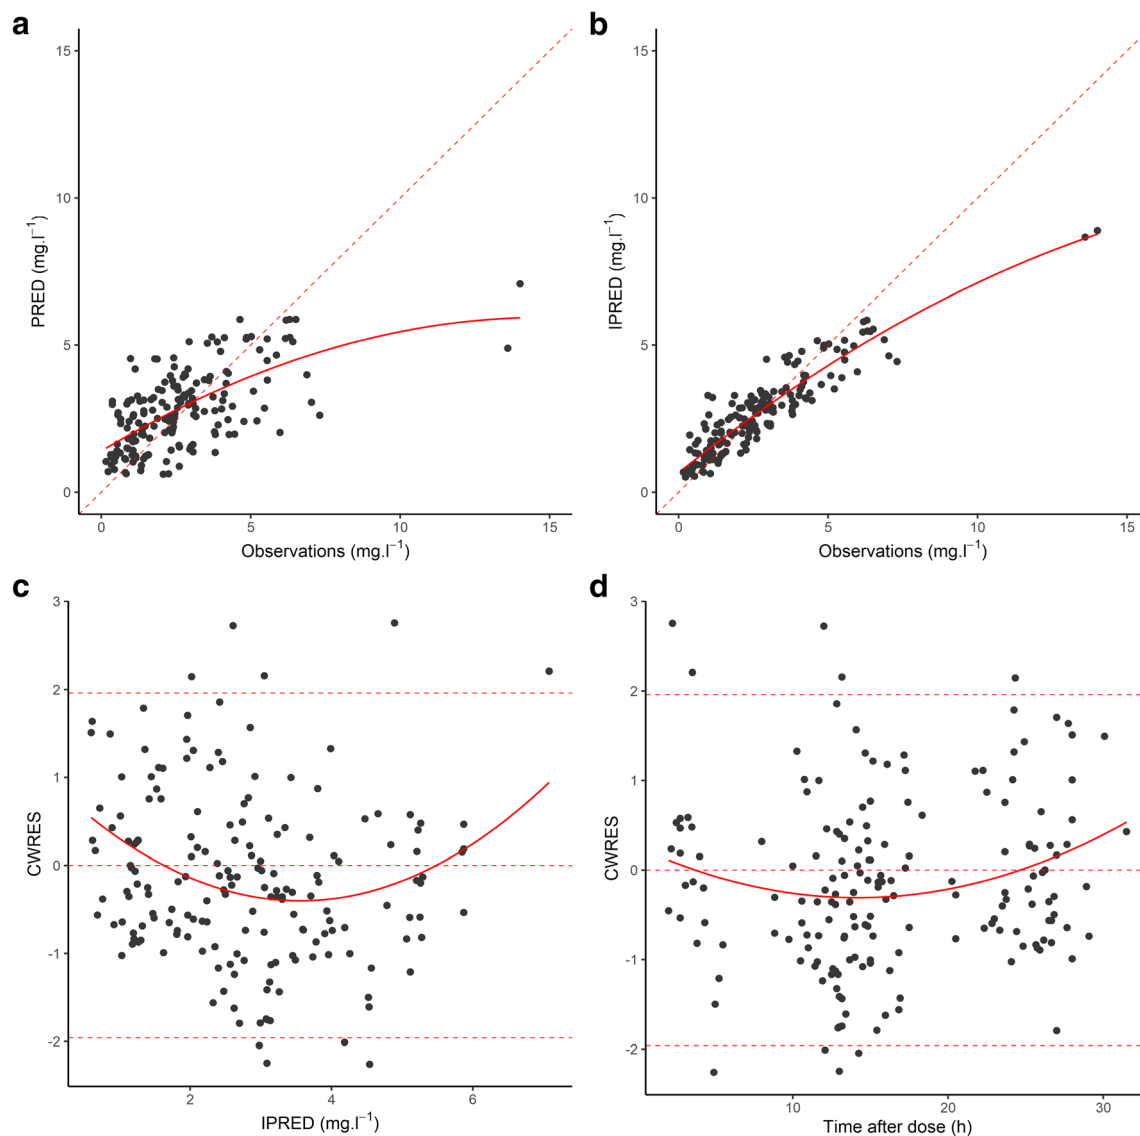 a
15
10
5
0
PRED (mg.l⁻¹)
0 5 10 15
Observations (mg.l⁻¹)
b
15
10
5
0
IPRED (mg.l⁻¹)
0 5 10 15
Observations (mg.l⁻¹)
c
3
2
1
0
-1
-2
CWRES
2 4 6
IPRED (mg.l⁻¹)
d
3
2
1
0
-1
-2
CWRES
10 20 30
Time after dose (h)